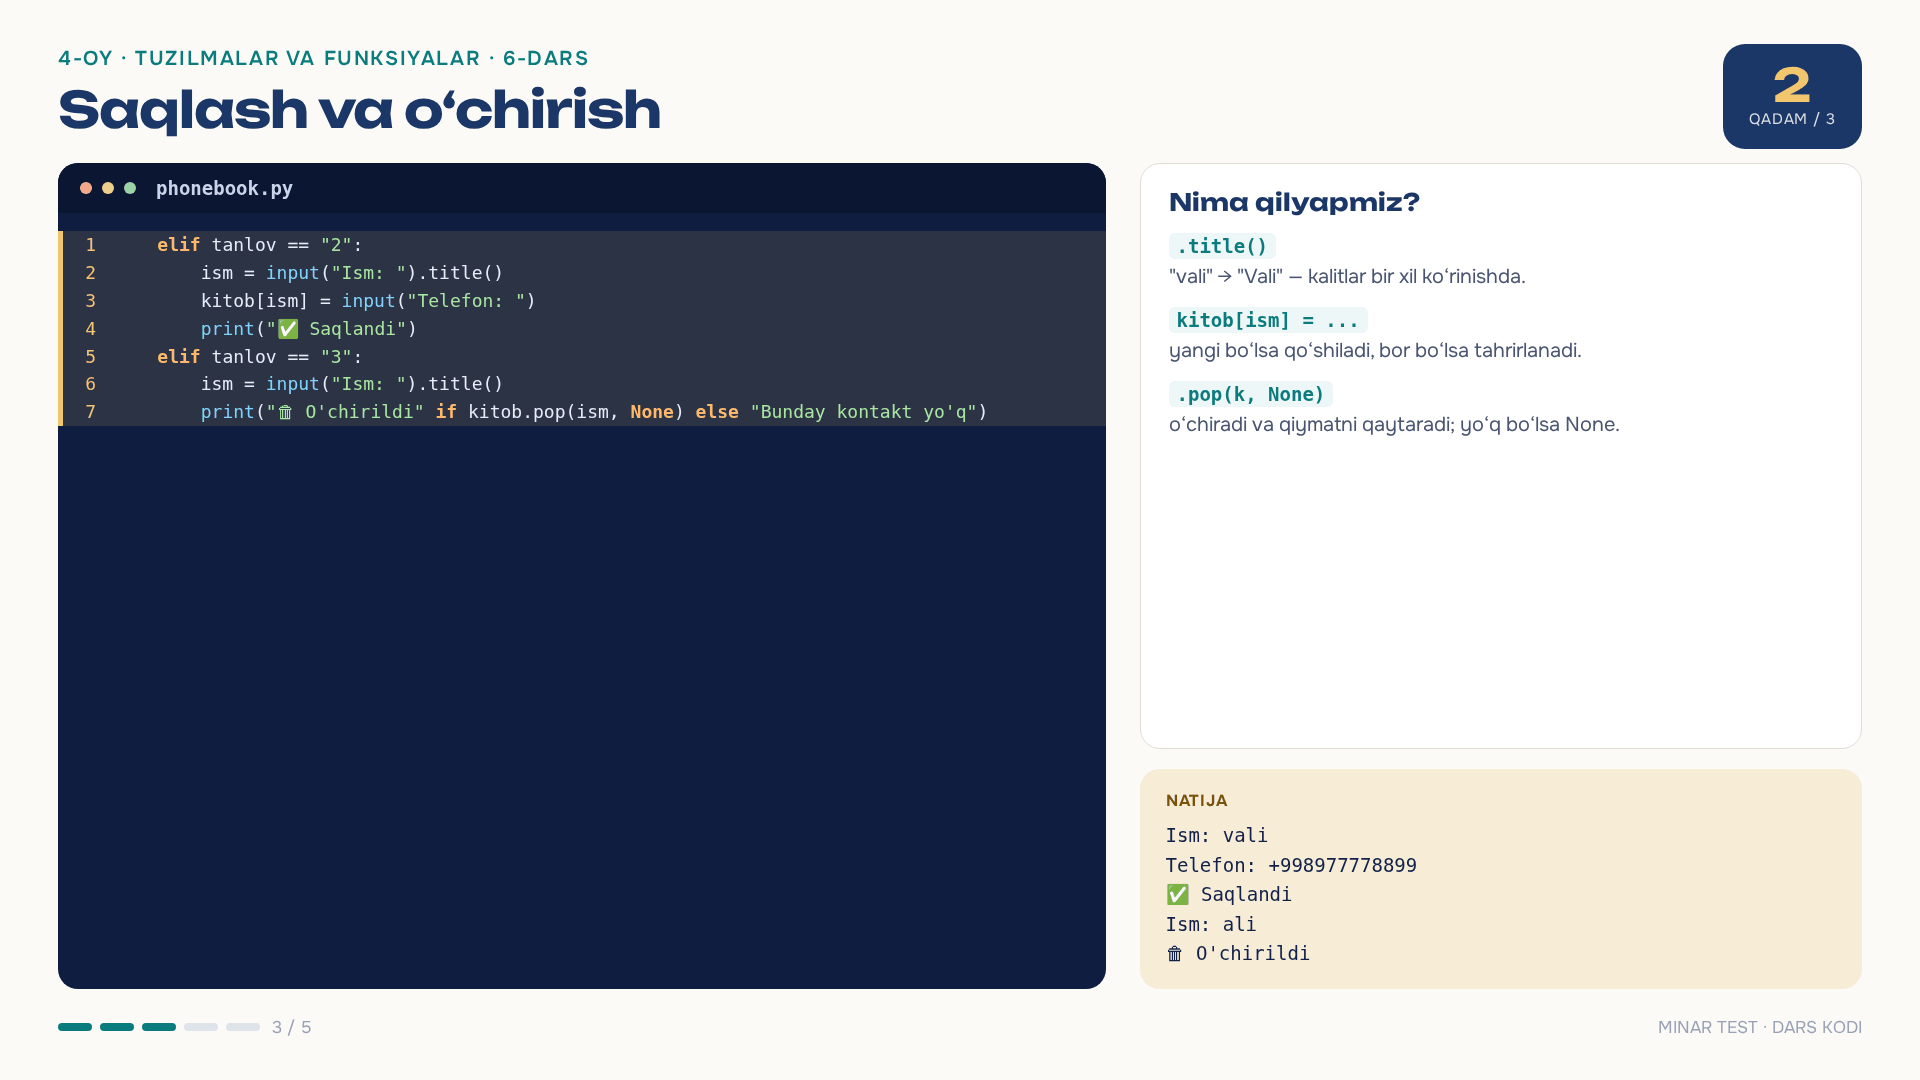 4-OY · TUZILMALAR VA FUNKSIYALAR · 6-DARS
Saqlash va o‘chirish
2
QADAM / 3
phonebook.py
1 elif tanlov == "2":
2 ism = input("Ism: ").title()
3 kitob[ism] = input("Telefon: ")
4 print("✅ Saqlandi")
5 elif tanlov == "3":
6 ism = input("Ism: ").title()
7 print("🗑 O'chirildi" if kitob.pop(ism, None) else "Bunday kontakt yo'q")
Nima qilyapmiz?
.title()
"vali" → "Vali" — kalitlar bir xil ko‘rinishda.
kitob[ism] = ...
yangi bo‘lsa qo‘shiladi, bor bo‘lsa tahrirlanadi.
.pop(k, None)
o‘chiradi va qiymatni qaytaradi; yo‘q bo‘lsa None.
NATIJA
Ism: vali
Telefon: +998977778899
✅ Saqlandi
Ism: ali
🗑 O'chirildi
3 / 5
MINAR TEST · DARS KODI